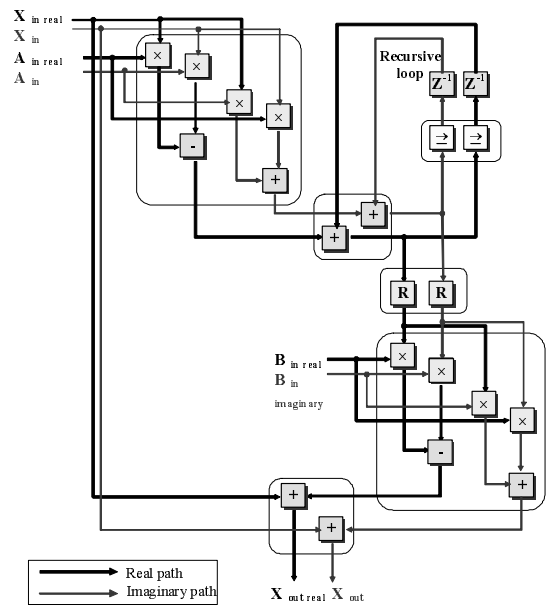 X in real
X in
A in real
A in
×
×
×
×
-
+
Recursive
loop
Z-1 Z-1
→ →
+
+
R R
B in real
B in
imaginary
×
×
×
×
-
+
+
+
Real path
Imaginary path
X out real X out